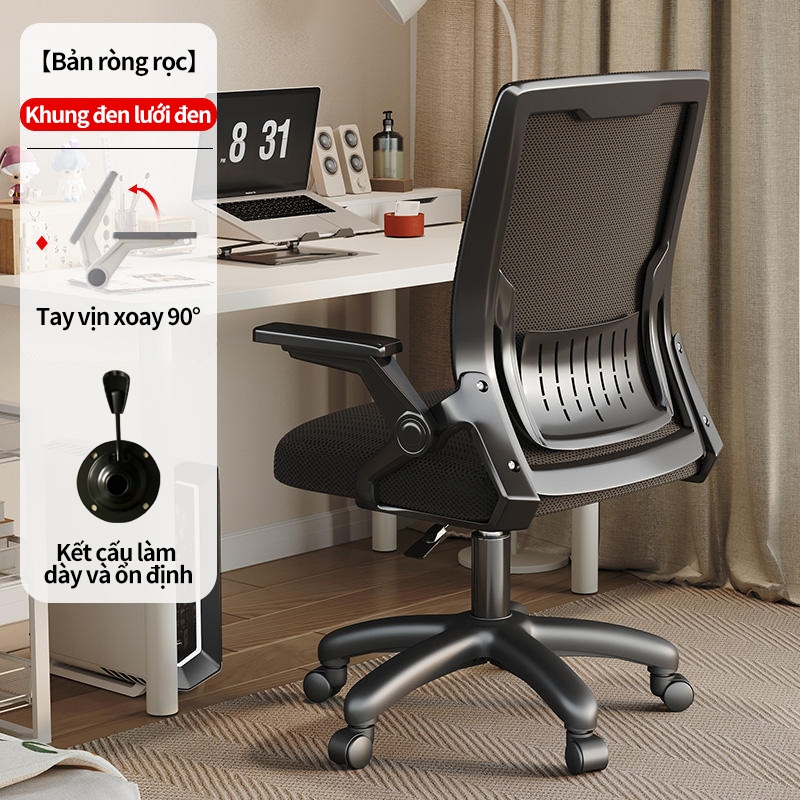 【Bản ròng rọc】
Khung đen lưới đen
Tay vịn xoay 90°
Kết cấu làm
dày và ổn định
8 31